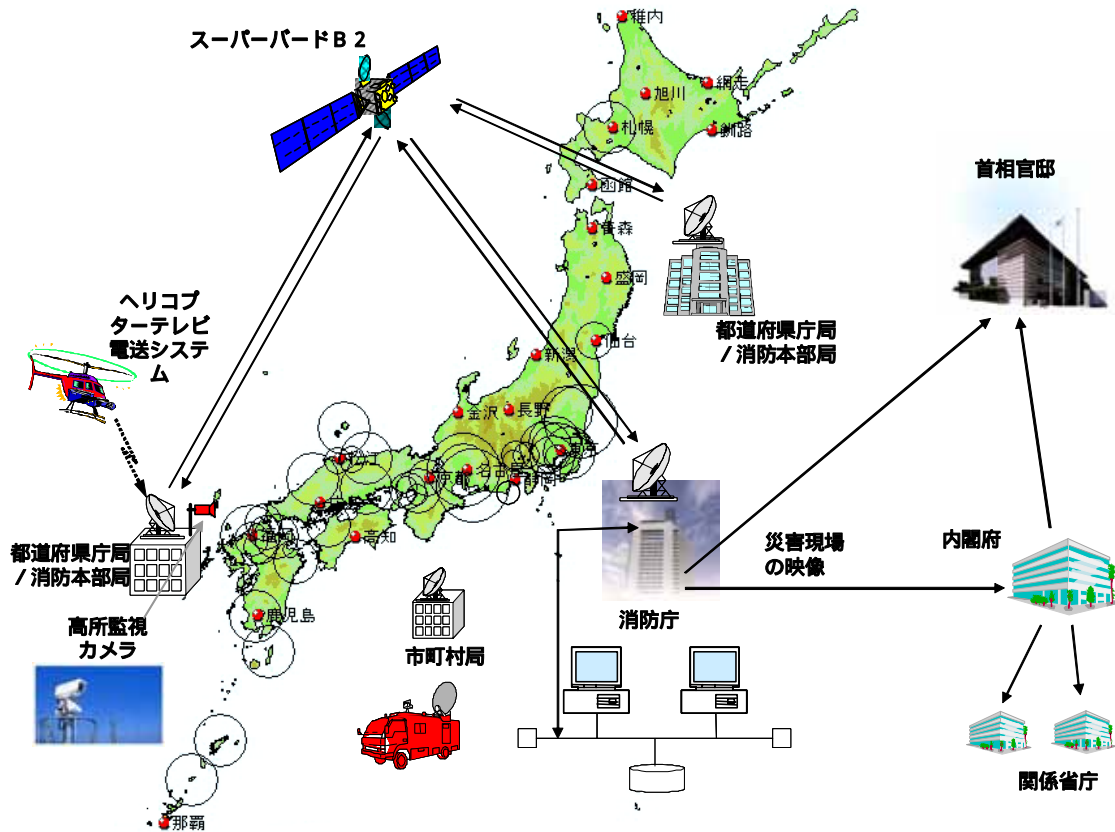 スーパーバードＢ２
稚内
網走
旭川
札幌
釧路
函館
首相官邸
青森
盛岡
ヘリコプ
ターテレビ
電送システ
ム
都道府県庁局
/ 消防本部局
仙台
新潟
金沢
長野
東京
松江
名古屋
京都
静岡
福岡
高知
都道府県庁局
/ 消防本部局
災害現場
の映像
内閣府
鹿児島
消防庁
高所監視
カメラ
市町村局
関係省庁
那覇